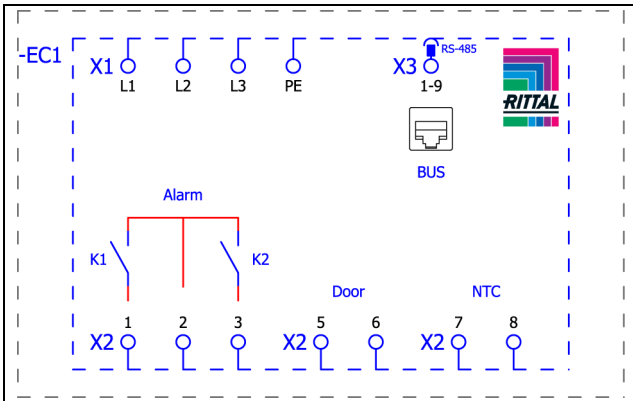 -EC1
X1 L1 L2 L3 PE
X3 RS-485
1-9
RITTAL
BUS
Alarm
K1 K2
Door NTC
X2 1 2 3 X2 5 6 X2 7 8